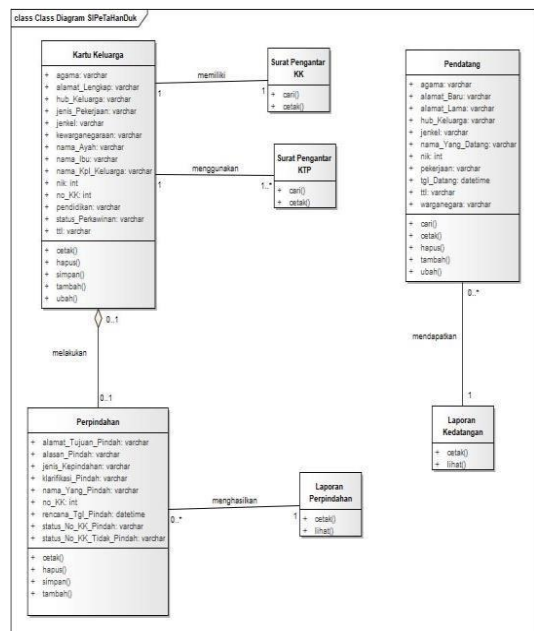 class Class Diagram SIPeTaHanDuk
Kartu Keluarga
+ agama: varchar
+ alamat_Lengkap: varchar
+ hub_Keluarga: varchar
+ jenis_Pekerjaan: varchar
+ jenkel: varchar
+ kewarganegaraan: varchar
+ nama_Ayah: varchar
+ nama_Ibu: varchar
+ nama_Kpl_Keluarga: varchar
+ nik: int
+ no_KK: int
+ pendidikan: varchar
+ status_Perkawinan: varchar
+ ttl: varchar
+ cetak()
+ hapus()
+ simpan()
+ tambah()
+ ubah()
memiliki
1
1
Surat Pengantar
KK
+ cari()
+ cetak()
menggunakan
1
1..*
Surat Pengantar
KTP
+ cari()
+ cetak()
Pendatang
+ agama: varchar
+ alamat_Baru: varchar
+ alamat_Lama: varchar
+ hub_Keluarga: varchar
+ jenkel: varchar
+ nama_Yang_Datang: varchar
+ nik: int
+ pekerjaan: varchar
+ tgl_Datang: datetime
+ ttl: varchar
+ warganegara: varchar
+ cari()
+ cetak()
+ hapus()
+ tambah()
+ ubah()
0..*
mendapatkan
1
Laporan
Kedatangan
+ cetak()
+ lihat()
0..1
melakukan
0..1
Perpindahan
+ alamat_Tujuan_Pindah: varchar
+ alasan_Pindah: varchar
+ jenis_Kepindahan: varchar
+ klarifikasi_Pindah: varchar
+ nama_Yang_Pindah: varchar
+ no_KK: int
+ rencana_Tgl_Pindah: datetime
+ status_No_KK_Pindah: varchar
+ status_No_KK_Tidak_Pindah: varchar
+ cetak()
+ hapus()
+ simpan()
+ tambah()
menghasilkan
0..*
1
Laporan
Perpindahan
+ cetak()
+ lihat()